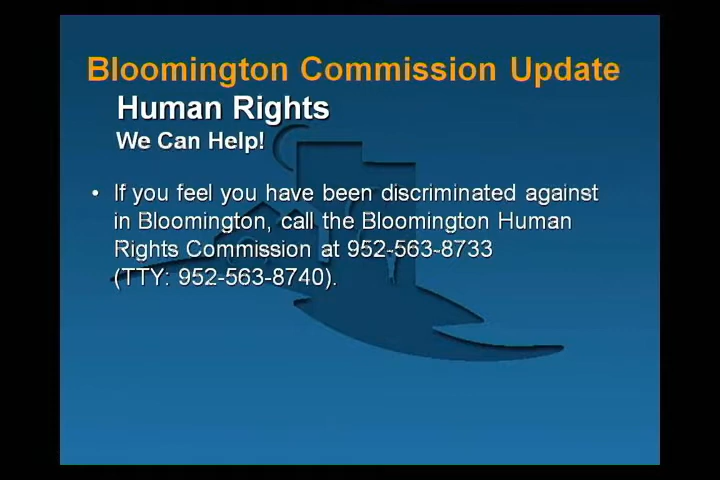 Bloomington Commission Update
Human Rights
We Can Help!
• If you feel you have been discriminated against
in Bloomington, call the Bloomington Human
Rights Commission at 952-563-8733
(TTY: 952-563-8740).